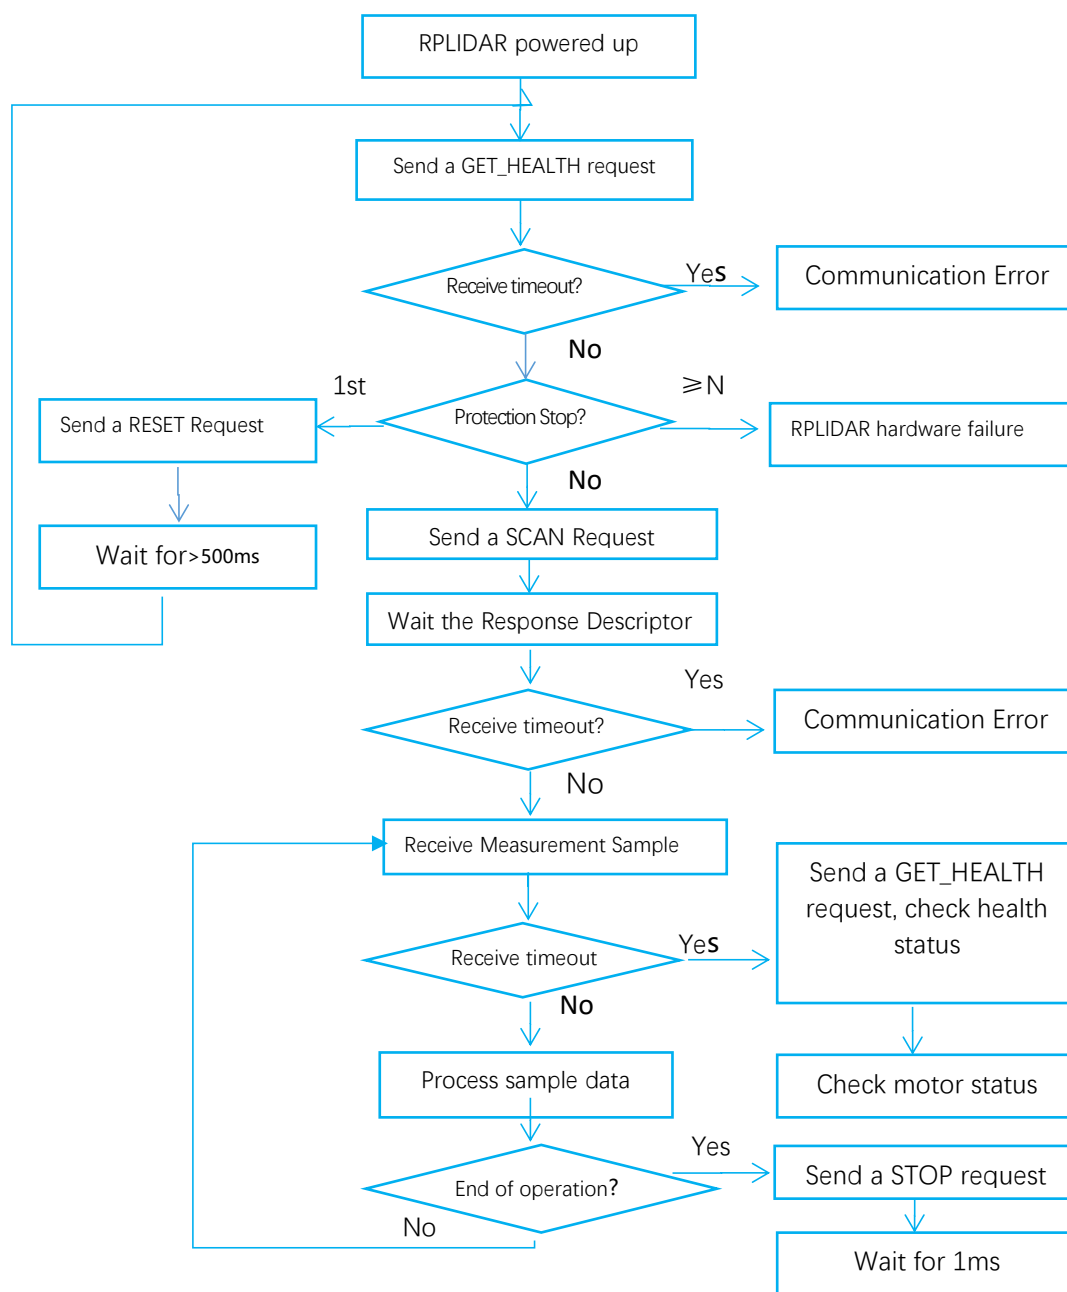 RPLIDAR powered up
Send a GET_HEALTH request
Receive timeout?
Yes
Communication Error
No
1st
≥N
Send a RESET Request
Protection Stop?
RPLIDAR hardware failure
No
Send a SCAN Request
Wait for>500ms
Wait the Response Descriptor
Yes
Receive timeout?
Communication Error
No
Receive Measurement Sample
Send a GET_HEALTH
request, check health
status
Receive timeout
Yes
No
Process sample data
Check motor status
Yes
End of operation?
Send a STOP request
No
Wait for 1ms